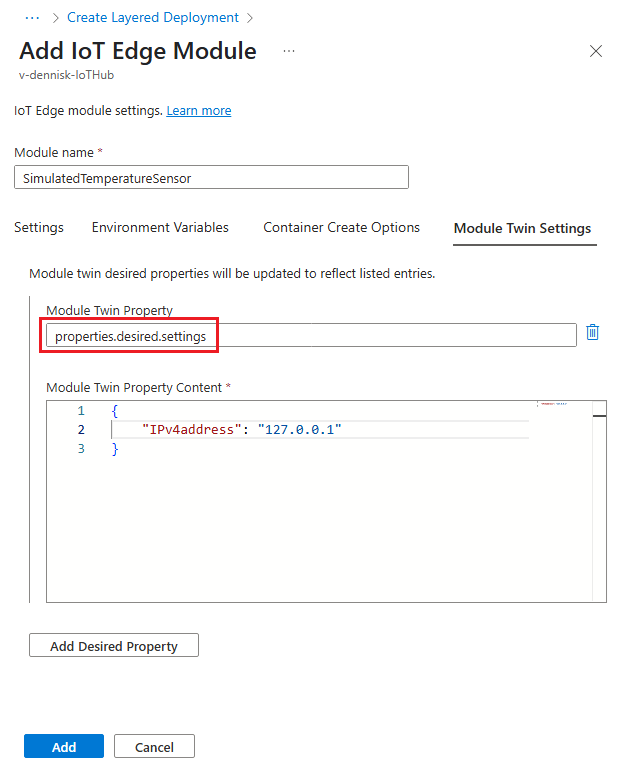 ··· > Create Layered Deployment >
Add IoT Edge Module ···
v-dennisk-IoTHub
IoT Edge module settings. Learn more
Module name *
SimulatedTemperatureSensor
Settings Environment Variables Container Create Options Module Twin Settings
Module twin desired properties will be updated to reflect listed entries.
Module Twin Property
properties.desired.settings
Module Twin Property Content *
1 {
2 "IPv4address": "127.0.0.1"
3 }
Add Desired Property
Add Cancel